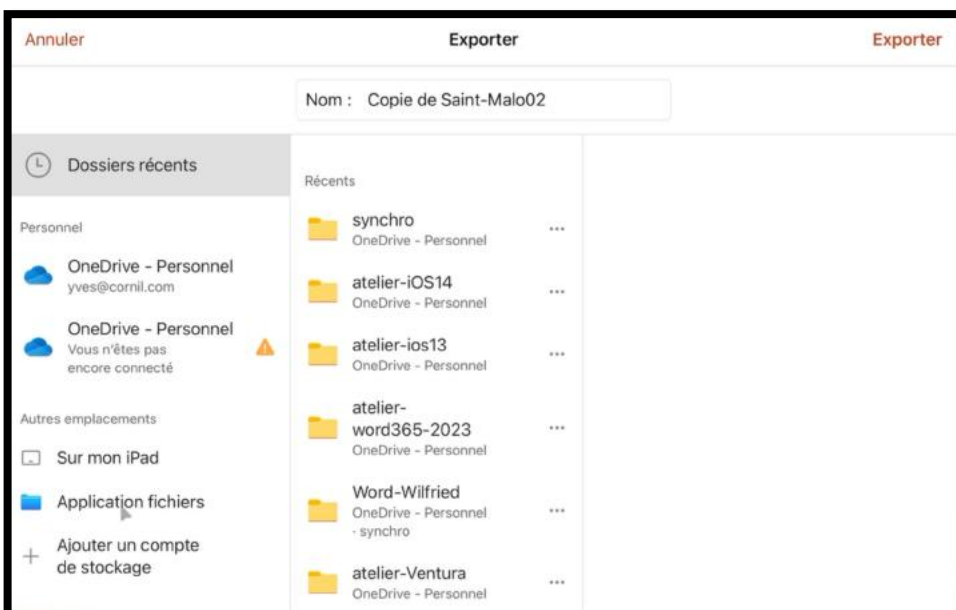 Annuler
Exporter
Exporter
Nom : Copie de Saint-Malo02
Dossiers récents
Personnel
OneDrive - Personnel
yves@cornil.com
OneDrive - Personnel
Vous n'êtes pas
encore connecté
Autres emplacements
Sur mon iPad
Application fichiers
Ajouter un compte
de stockage
Récents
synchro
OneDrive - Personnel
atelier-iOS14
OneDrive - Personnel
atelier-ios13
OneDrive - Personnel
atelier-
word365-2023
OneDrive - Personnel
Word-Wilfried
OneDrive - Personnel
· synchro
atelier-Ventura
OneDrive - Personnel